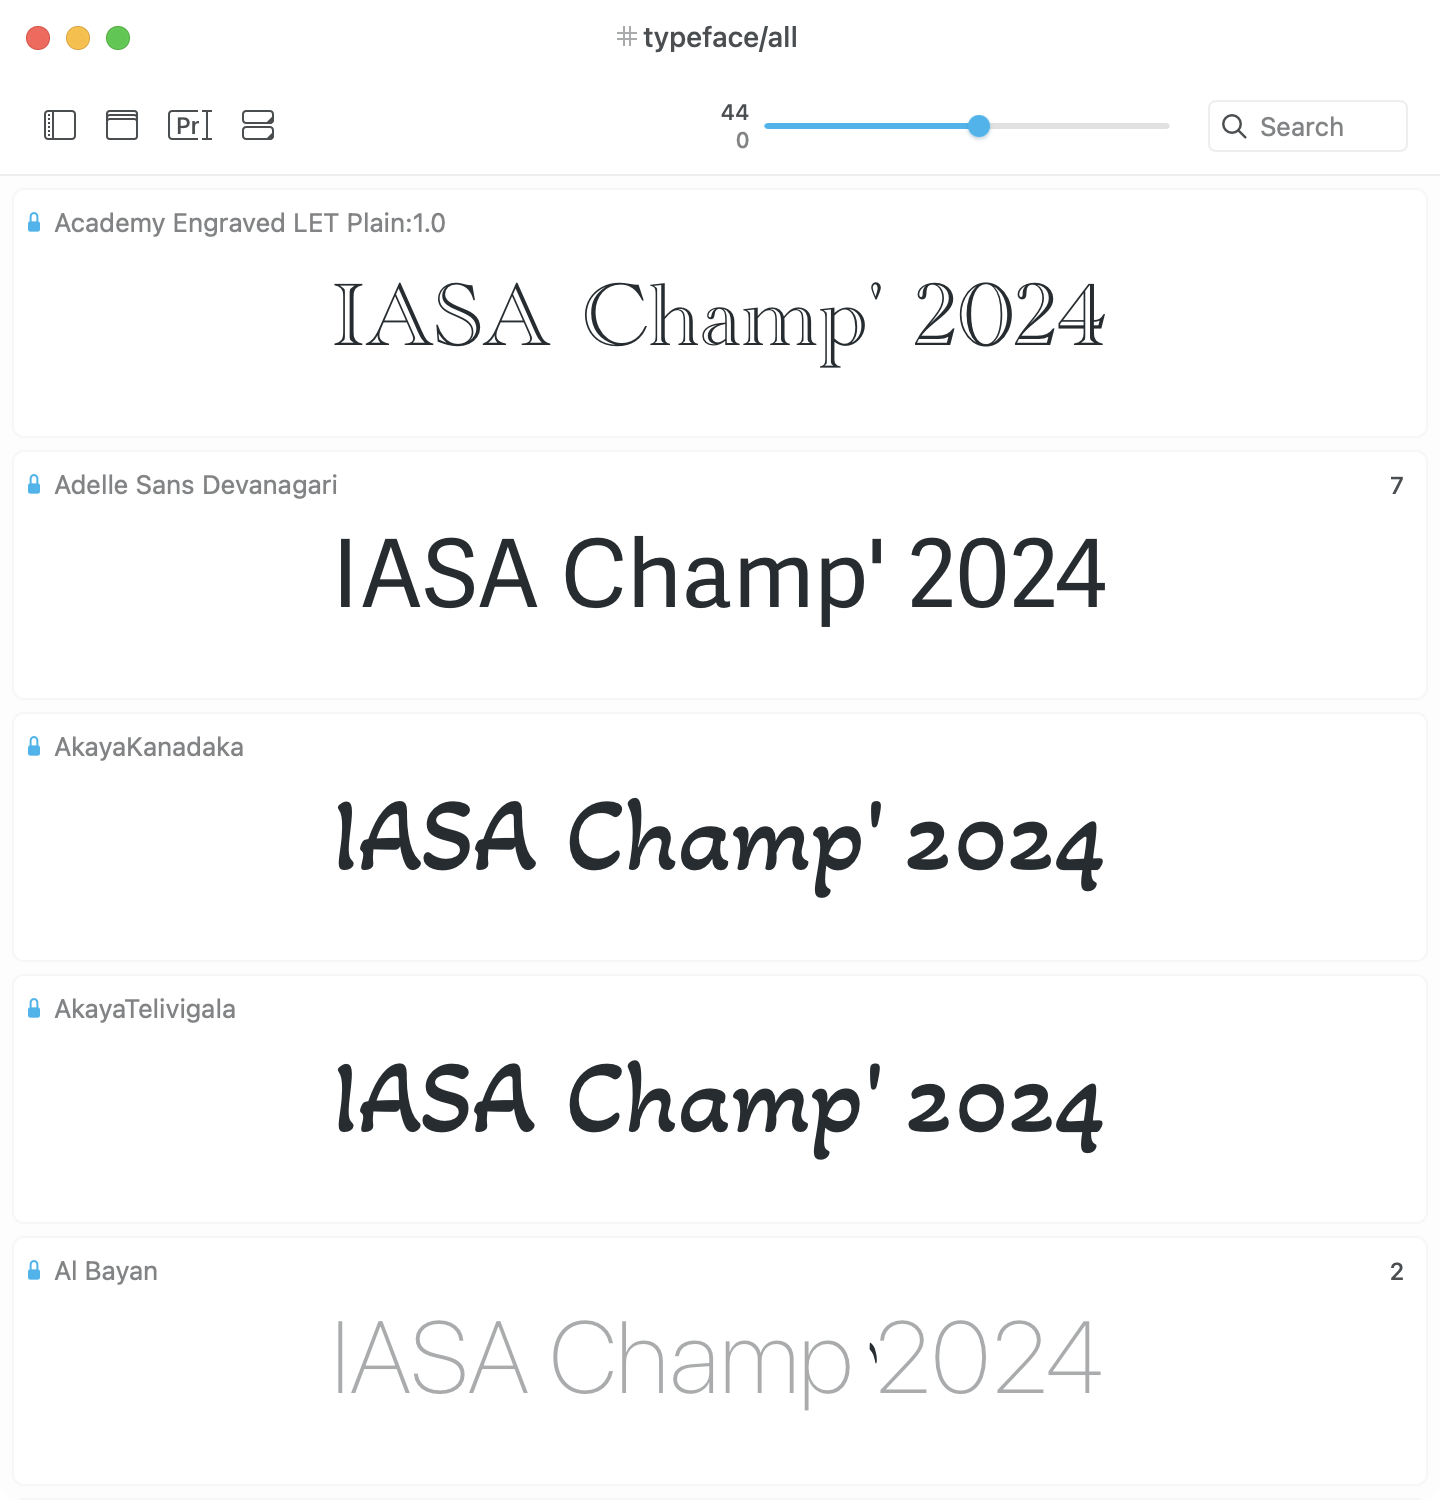 #typeface/all
Pr
44
0
Search
Academy Engraved LET Plain:1.0
IASA Champ' 2024
Adelle Sans Devanagari 7
IASA Champ' 2024
AkayaKanadaka
IASA Champ' 2024
AkayaTelivigala
IASA Champ' 2024
Al Bayan 2
IASA Champ '2024